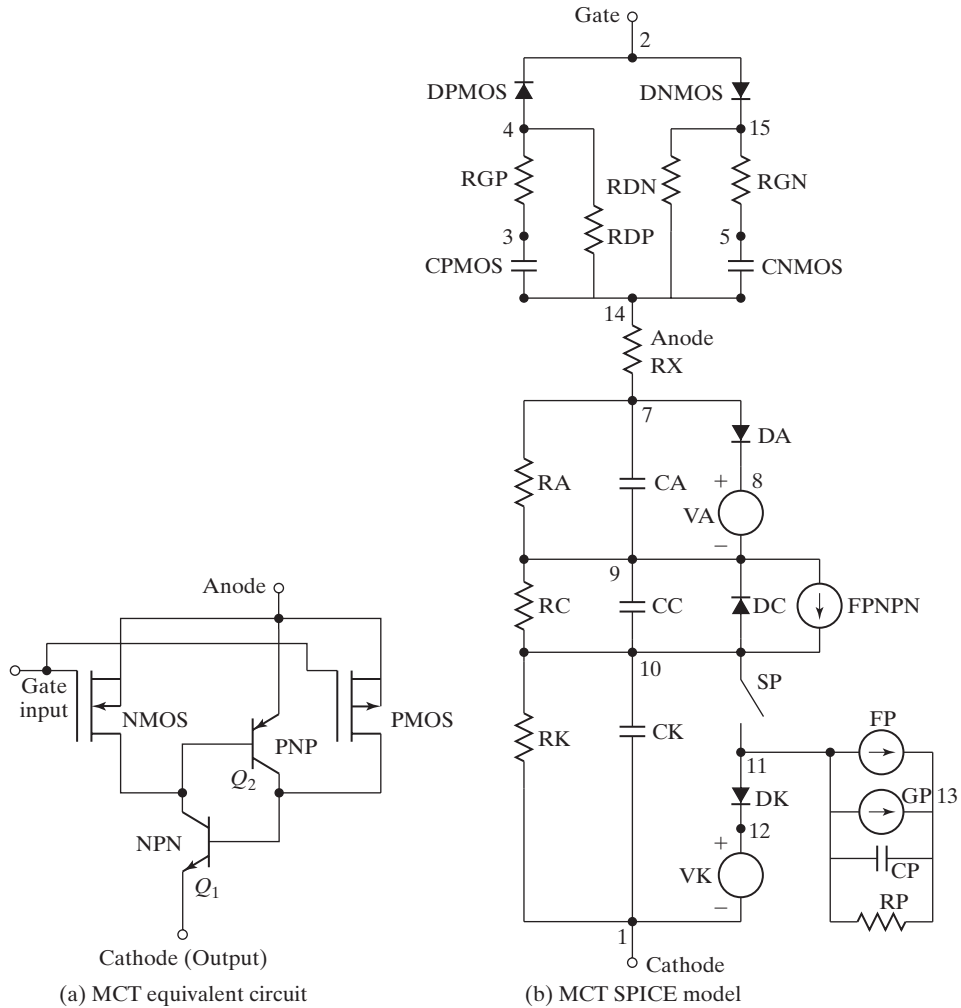 Gate
2
DPMOS
DNMOS
4
15
RGP
RDN
RGN
3
RDP
5
CPMOS
CNMOS
14
Anode
RX
7
DA
RA
CA
+
8
VA
−
9
RC
CC
DC
FPNPN
10
SP
RK
CK
FP
11
GP
13
DK
12
+
CP
VK
−
RP
1
Cathode
(b) MCT SPICE model
Anode
Gate
input
NMOS
PNP
PMOS
Q2
NPN
Q1
Cathode (Output)
(a) MCT equivalent circuit